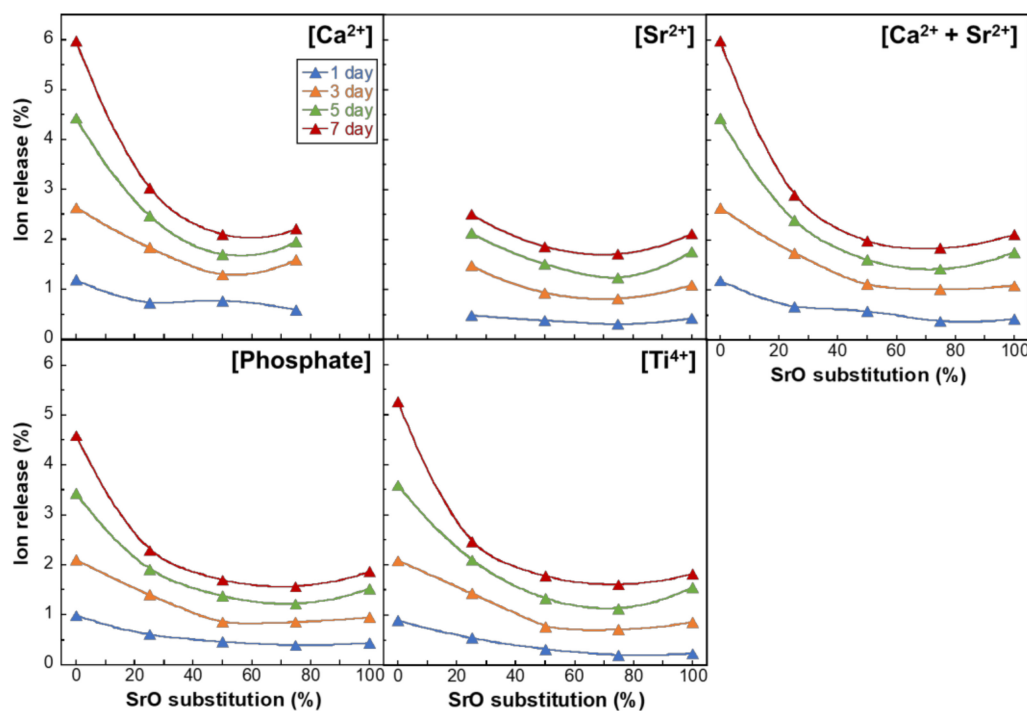 [Ca²⁺]
[Sr²⁺]
[Ca²⁺ + Sr²⁺]
1 day
3 day
5 day
7 day
Ion release (%)
6
5
4
3
2
1
0
0 20 40 60 80 100
SrO substitution (%)
[Phosphate]
[Ti⁴⁺]
Ion release (%)
6
5
4
3
2
1
0
0 20 40 60 80 100
0 20 40 60 80 100
SrO substitution (%)
SrO substitution (%)